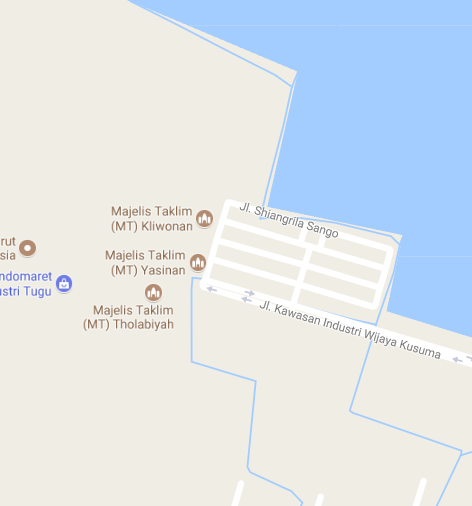 Majelis Taklim
(MT) Kliwonan
Jl. Shiangrila Sango
rut
sia
Majelis Taklim
(MT) Yasinan
ndomaret
ustri Tugu
Majelis Taklim
(MT) Tholabiyah
Jl. Kawasan Industri Wijaya Kusuma